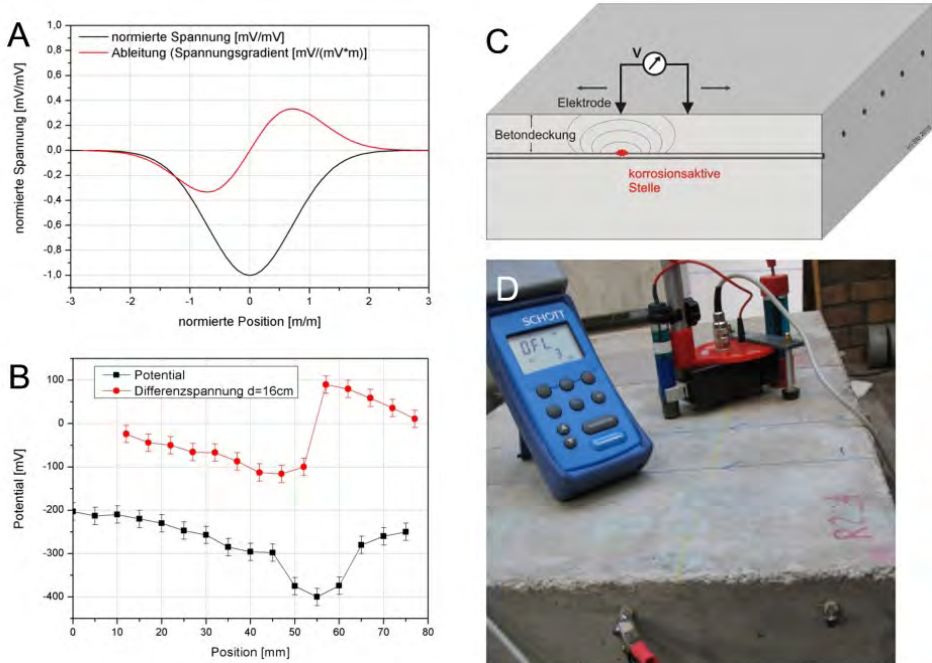 A
normierte Spannung [mV/mV]
Ableitung (Spannungsgradient [mV/(mV*m)]
1,0
0,8
0,6
0,4
0,2
0,0
-0,2
-0,4
-0,6
-0,8
-1,0
normierte Spannung [mV/mV]
-3
-2
-1
0
1
2
3
normierte Position [m/m]
B
Potential
Differenzspannung d=16cm
100
0
-100
-200
-300
-400
Potential [mV]
0
10
20
30
40
50
60
70
80
Position [mm]
C
V
Elektrode
Betondeckung
korrosionsaktive
Stelle
D
SCHOTT
OFL
3